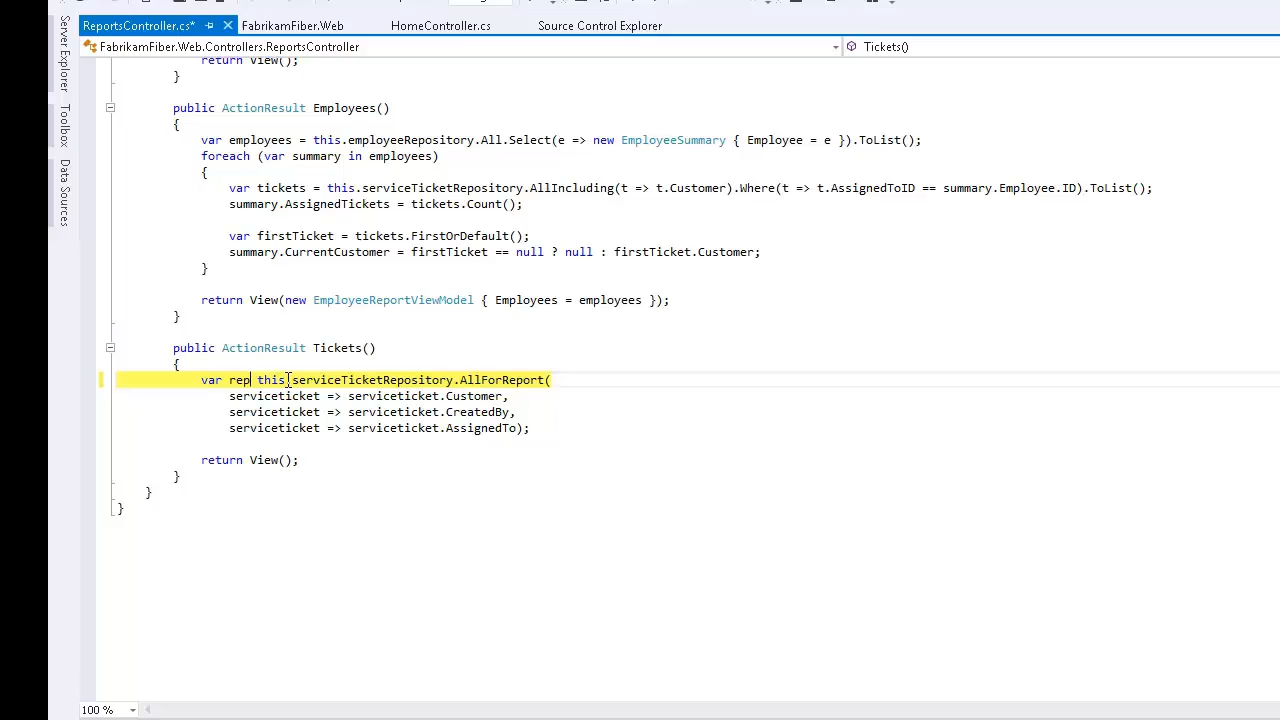 ReportsController.cs* FabrikamFiber.Web HomeController.cs Source Control Explorer
Server Explorer
Toolbox
Data Sources
FabrikamFiber.Web.Controllers.ReportsController Tickets()
return View();
}
public ActionResult Employees()
{
var employees = this.employeeRepository.All.Select(e => new EmployeeSummary { Employee = e }).ToList();
foreach (var summary in employees)
{
var tickets = this.serviceTicketRepository.AllIncluding(t => t.Customer).Where(t => t.AssignedToID == summary.Employee.ID).ToList();
summary.AssignedTickets = tickets.Count();
var firstTicket = tickets.FirstOrDefault();
summary.CurrentCustomer = firstTicket == null ? null : firstTicket.Customer;
}
return View(new EmployeeReportViewModel { Employees = employees });
}
public ActionResult Tickets()
{
var rep this.serviceTicketRepository.AllForReport(
serviceticket => serviceticket.Customer,
serviceticket => serviceticket.CreatedBy,
serviceticket => serviceticket.AssignedTo);
return View();
}
}
}
100 %